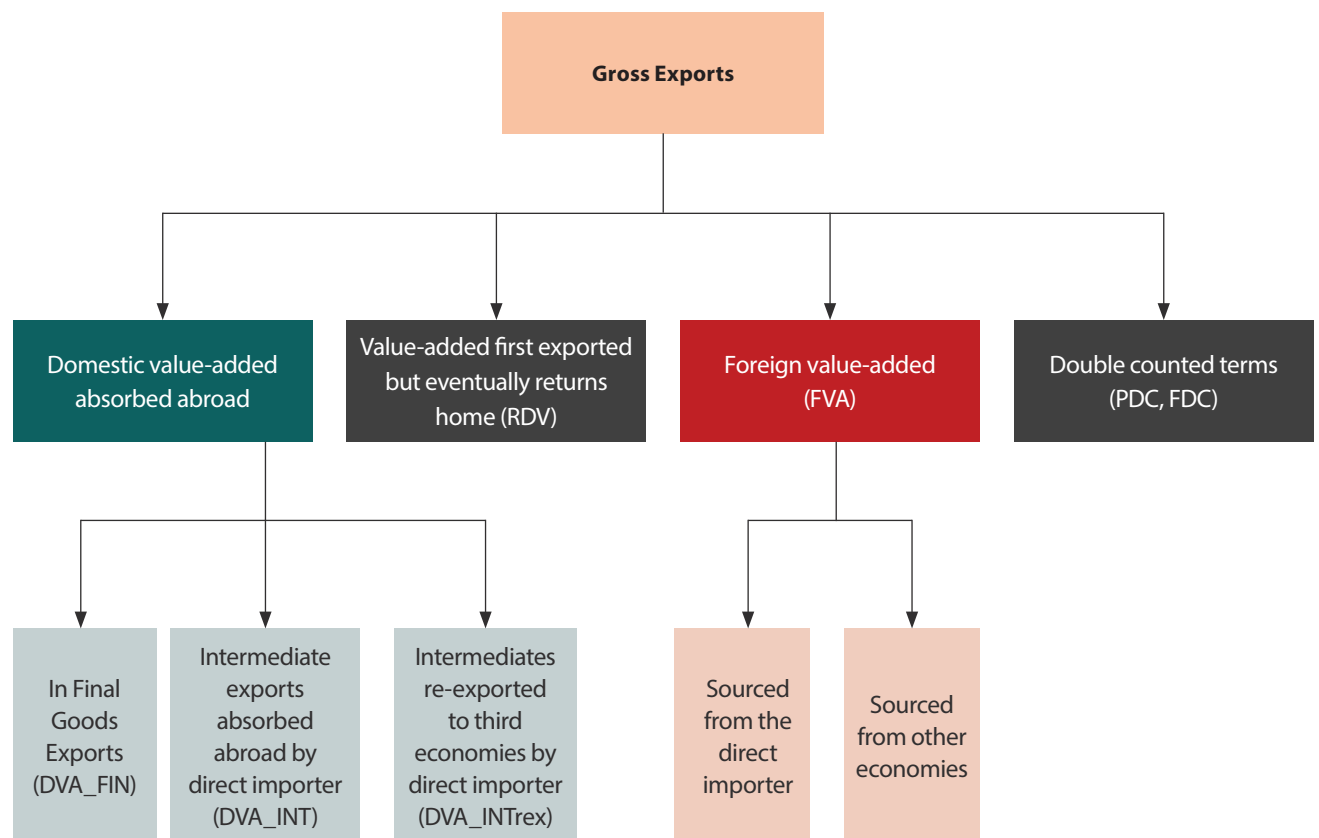 Gross Exports
Domestic value-added
absorbed abroad
Value-added first exported
but eventually returns
home (RDV)
Foreign value-added
(FVA)
Double counted terms
(PDC, FDC)
In Final
Goods
Exports
(DVA_FIN)
Intermediate
exports
absorbed
abroad by
direct importer
(DVA_INT)
Intermediates
re-exported
to third
economies by
direct importer
(DVA_INTrex)
Sourced
from the
direct
importer
Sourced
from other
economies